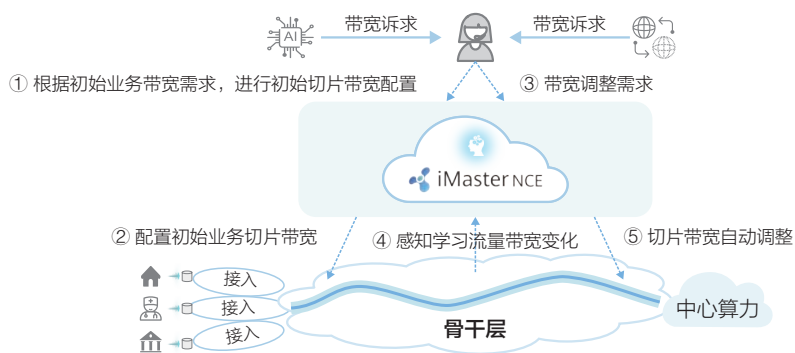 AI
带宽诉求
带宽诉求
① 根据初始业务带宽需求，进行初始切片带宽配置
③ 带宽调整需求
iMaster NCE
② 配置初始业务切片带宽
④ 感知学习流量带宽变化
⑤ 切片带宽自动调整
接入
接入
接入
骨干层
中心算力